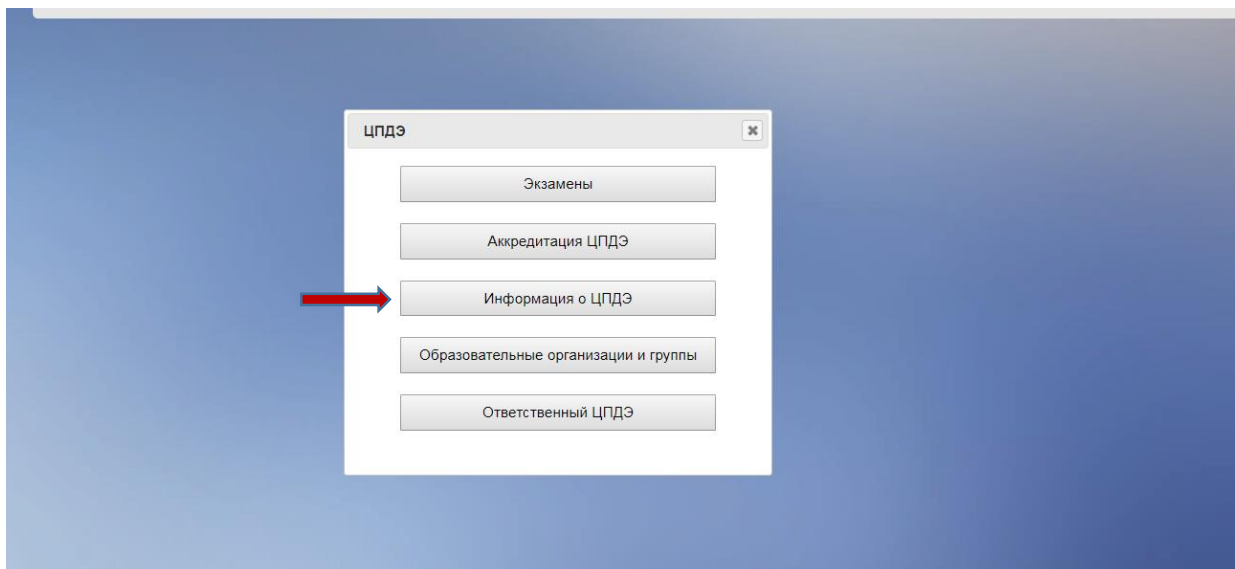 ЦПДЭ
Экзамены
Аккредитация ЦПДЭ
Информация о ЦПДЭ
Образовательные организации и группы
Ответственный ЦПДЭ